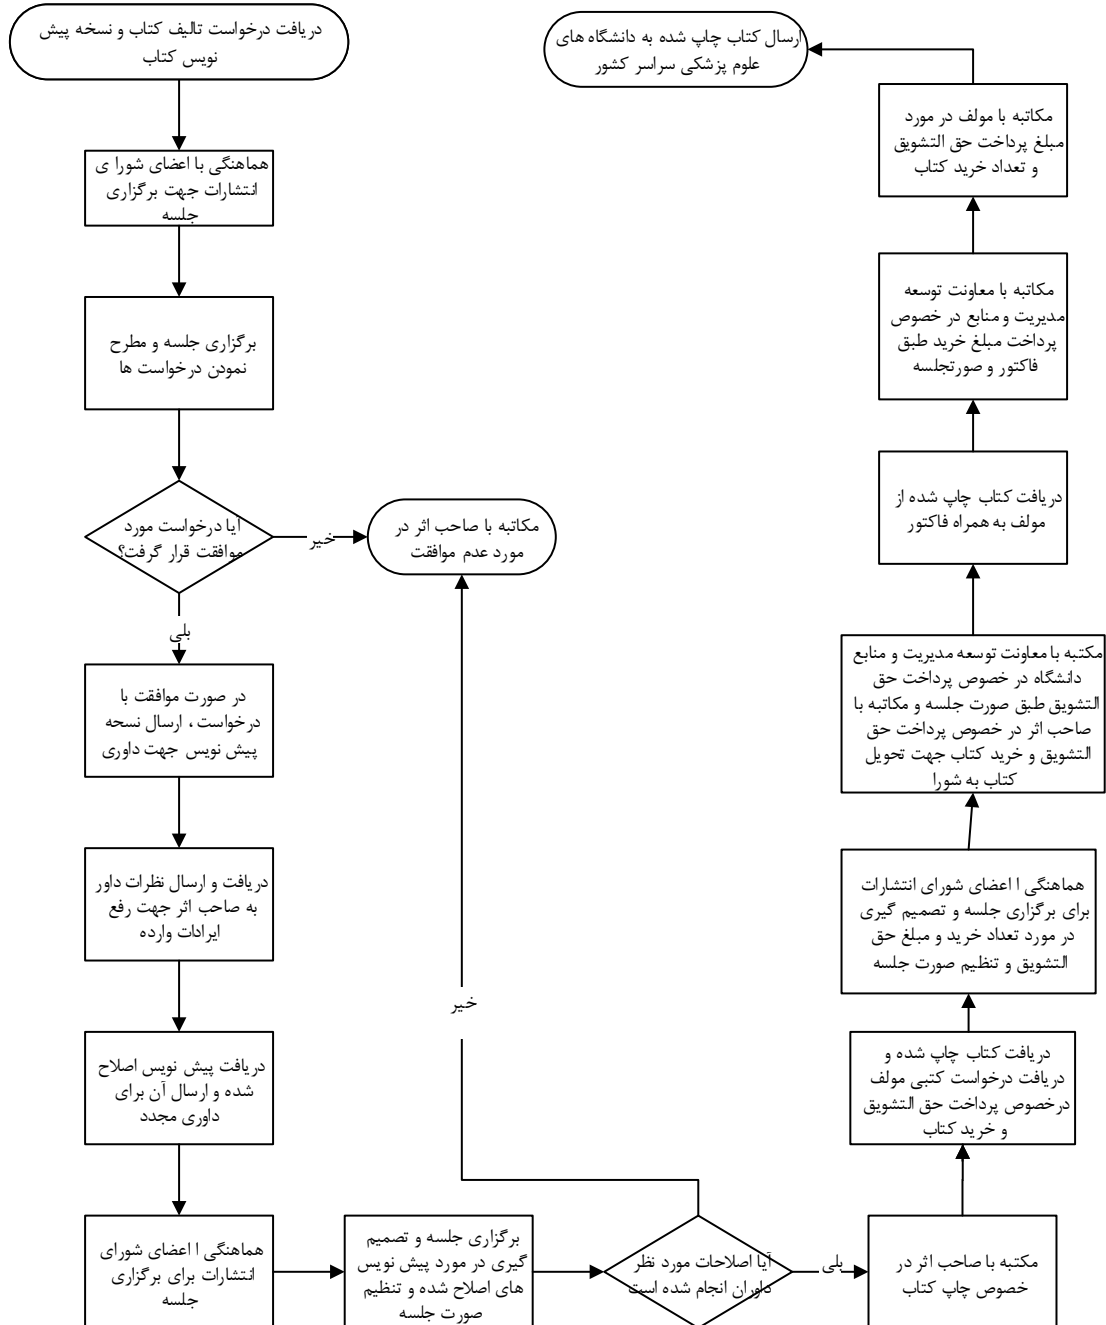 دریافت درخواست تالیف کتاب و نسخه پیش
نویس کتاب
هماهنگی با اعضای شورا ی
انتشارات جهت برگزاری
جلسه
برگزاری جلسه و مطرح
نمودن درخواست ها
آیا درخواست مورد
موافقت قرار گرفت؟
خیر
مکاتبه با صاحب اثر در
مورد عدم موافقت
بلی
در صورت موافقت با
درخواست ، ارسال نسخه
پیش نویس جهت داوری
دریافت و ارسال نظرات داور
به صاحب اثر جهت رفع
ایرادات وارده
دریافت پیش نویس اصلاح
شده و ارسال آن برای
داوری مجدد
هماهنگی ا اعضای شورای
انتشارات برای برگزاری
جلسه
برگزاری جلسه و تصمیم
گیری در مورد پیش نویس
های اصلاح شده و تنظیم
صورت جلسه
آیا اصلاحات مورد نظر
داوران انجام شده است
خیر
بلی
مکتبه با صاحب اثر در
خصوص چاپ کتاب
دریافت کتاب چاپ شده و
دریافت درخواست کتبی مولف
درخصوص پرداخت حق التشویق
و خرید کتاب
هماهنگی ا اعضای شورای انتشارات
برای برگزاری جلسه و تصمیم گیری
در مورد تعداد خرید و مبلغ حق
التشویق و تنظیم صورت جلسه
مکتبه با معاونت توسعه مدیریت و منابع
دانشگاه در خصوص پرداخت حق
التشویق طبق صورت جلسه و مکاتبه با
صاحب اثر در خصوص پرداخت حق
التشویق و خرید کتاب جهت تحویل
کتاب به شورا
دریافت کتاب چاپ شده از
مولف به همراه فاکتور
مکاتبه با معاونت توسعه
مدیریت و منابع در خصوص
پرداخت مبلغ خرید طبق
فاکتور و صورتجلسه
مکاتبه با مولف در مورد
مبلغ پرداخت حق التشویق
و تعداد خرید کتاب
ارسال کتاب چاپ شده به دانشگاه های
علوم پزشکی سراسر کشور